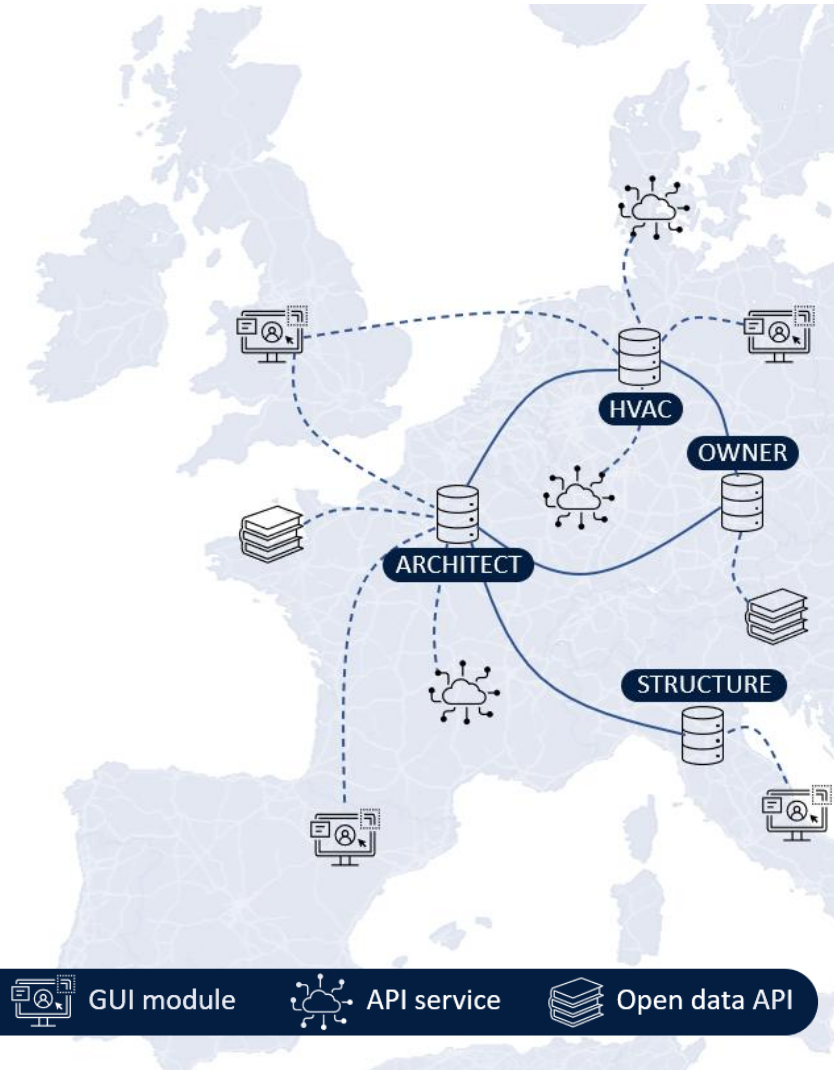 HVAC
OWNER
ARCHITECT
STRUCTURE
GUI module
API service
Open data API